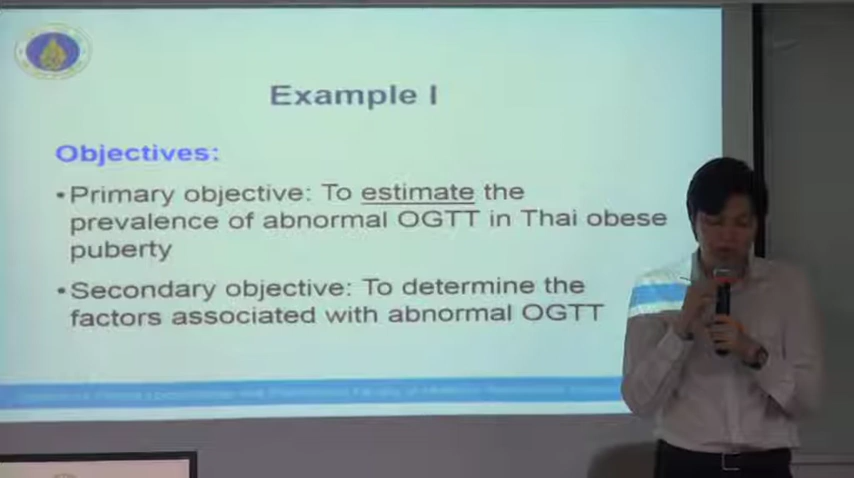 Example I
Objectives:
•Primary objective: To estimate the
prevalence of abnormal OGTT in Thai obese
puberty
•Secondary objective: To determine the
factors associated with abnormal OGTT